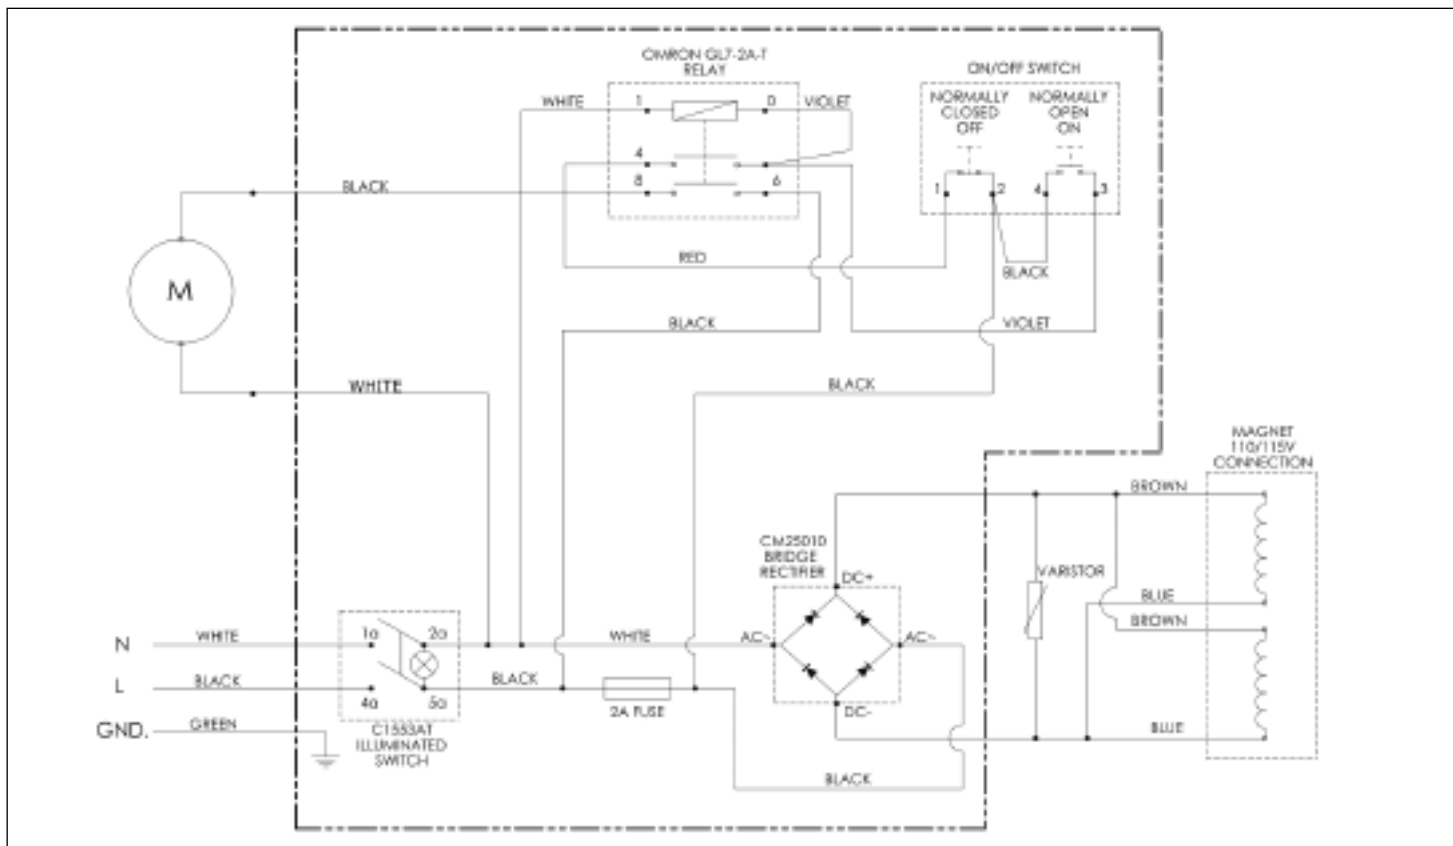 OMRON GL7-2A-T
RELAY
ON/OFF SWITCH
WHITE
1
0
VIOLET
NORMALLY
CLOSED
OFF
NORMALLY
OPEN
ON
4
8
6
1
2
4
3
BLACK
M
RED
BLACK
BLACK
VIOLET
WHITE
BLACK
MAGNET
110/115V
CONNECTION
BROWN
CM25010
BRIDGE
RECTIFIER
DC+
VARISTOR
BLUE
BROWN
N
WHITE
1a
2a
WHITE
AC~
AC~
L
BLACK
4a
5a
BLACK
2A FUSE
DC-
GND.
GREEN
C1553AT
ILLUMINATED
SWITCH
BLUE
BLACK